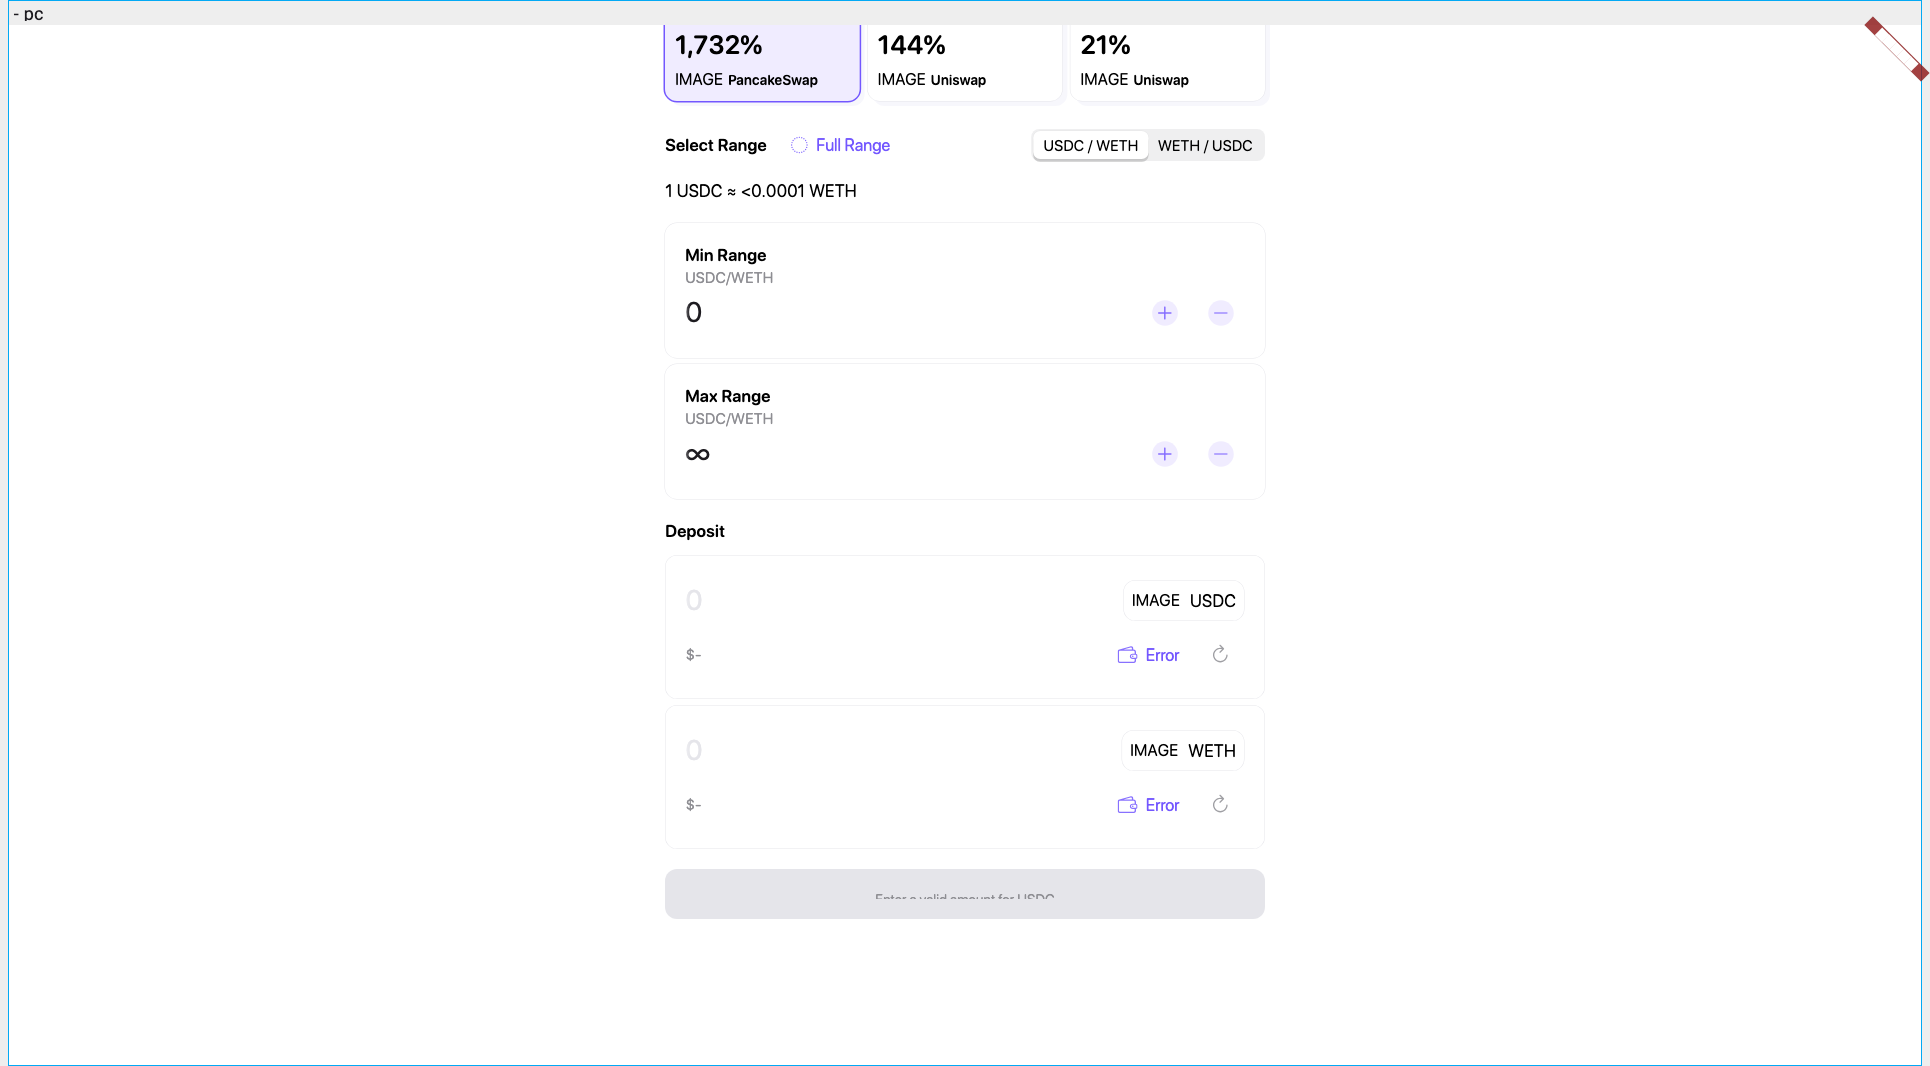 - pc
1,732% 144% 21%
IMAGE PancakeSwap IMAGE Uniswap IMAGE Uniswap
Select Range Full Range USDC / WETH WETH / USDC
1 USDC ≈ <0.0001 WETH
Min Range
USDC/WETH
0
Max Range
USDC/WETH
∞
Deposit
0 IMAGE USDC
$- Error
0 IMAGE WETH
$- Error
Enter a valid amount for USDC